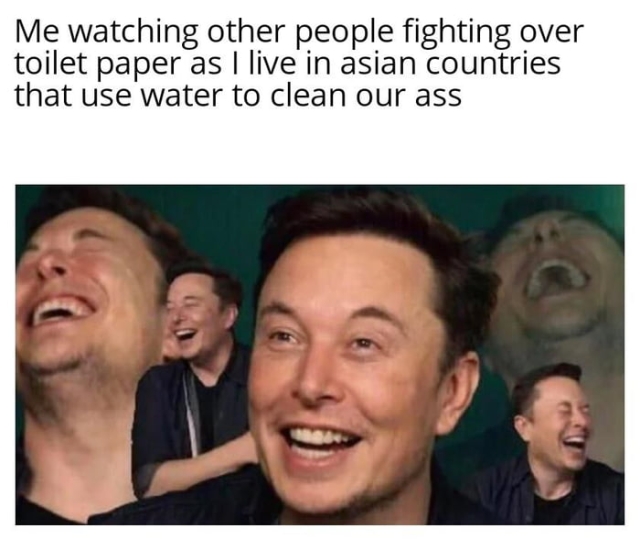 Me watching other people fighting over
toilet paper as I live in asian countries
that use water to clean our ass